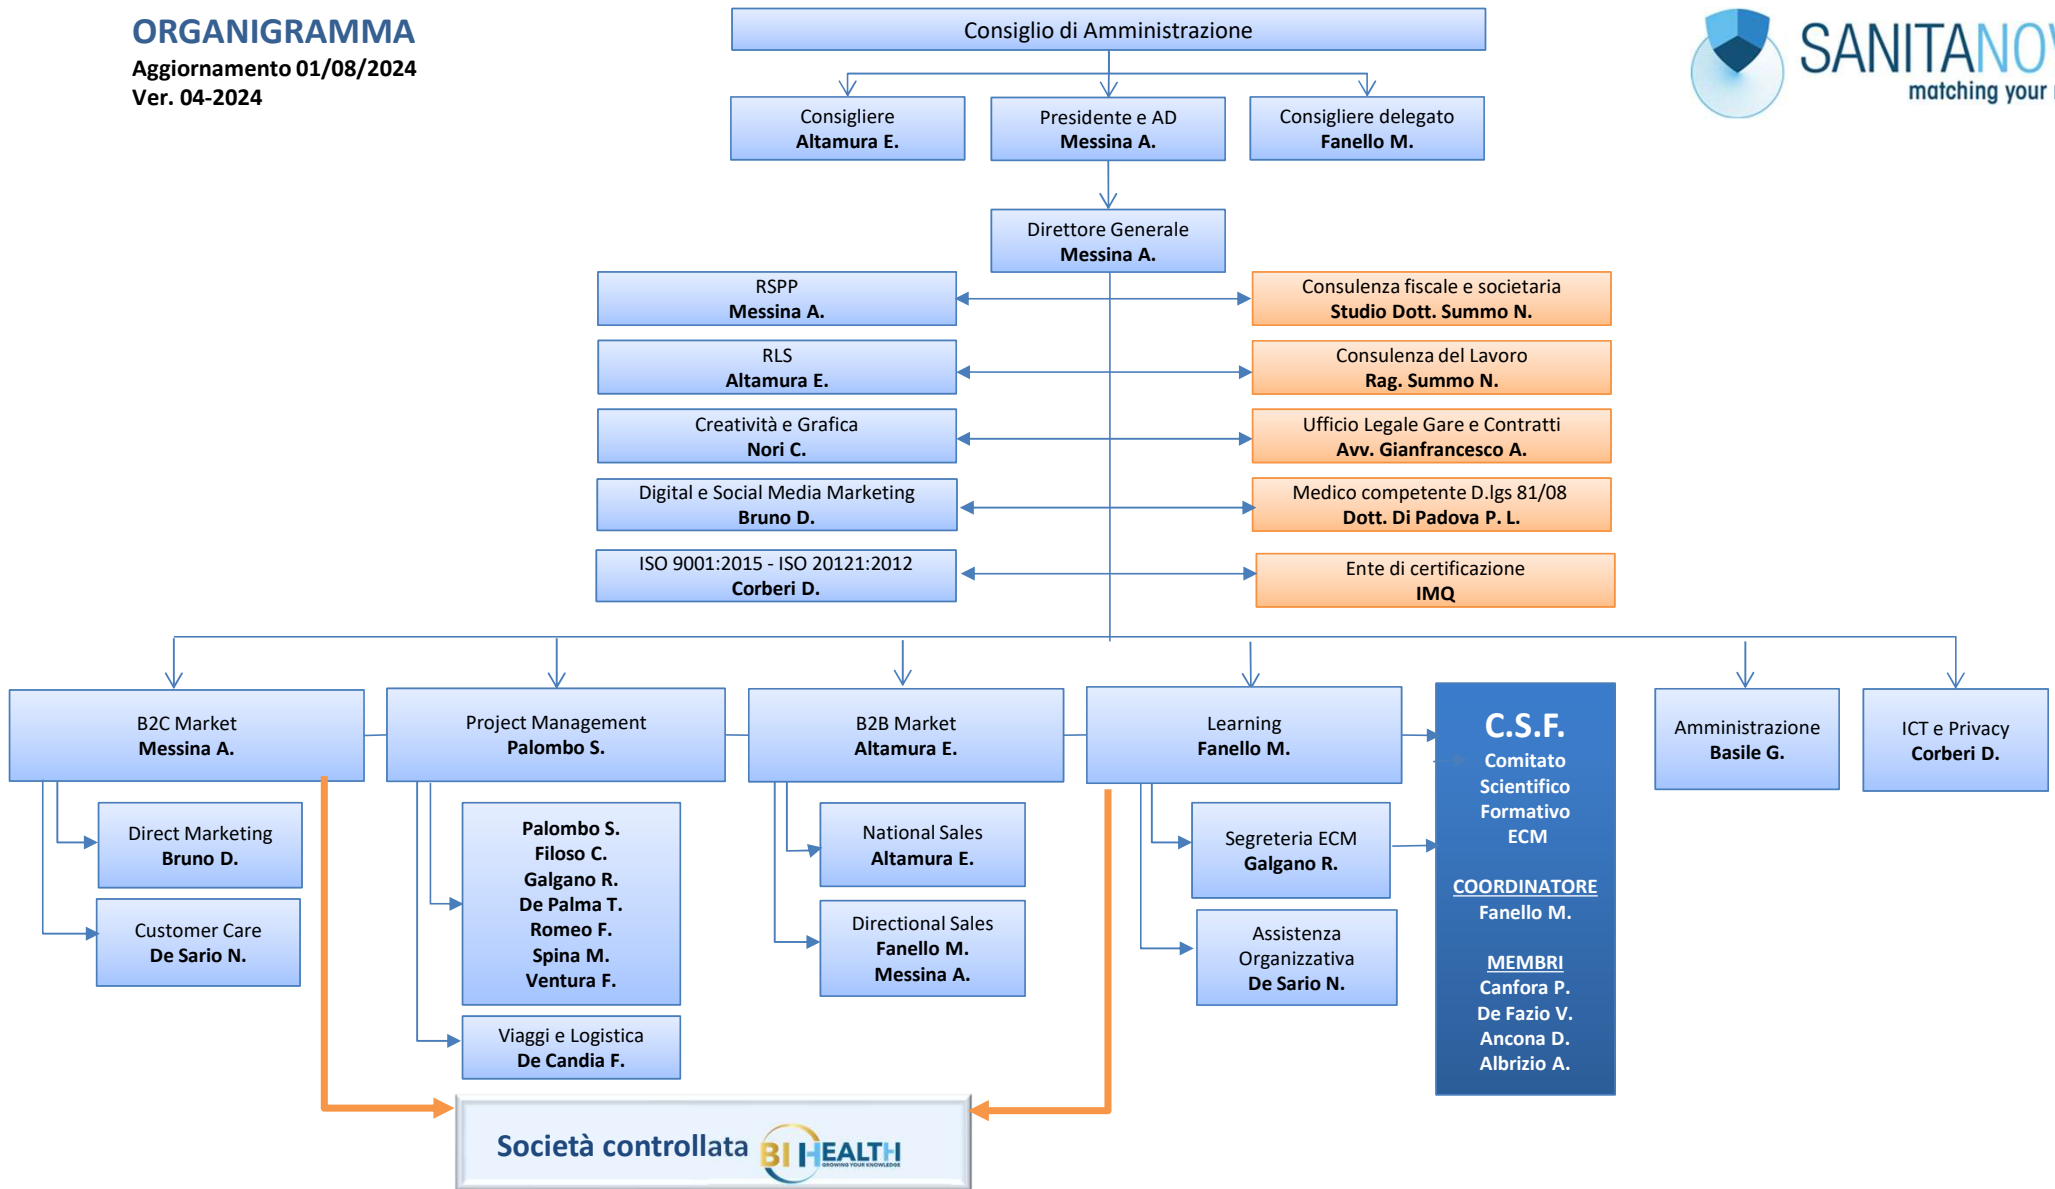 ORGANIGRAMMA
Aggiornamento 01/08/2024
Ver. 04-2024
Consiglio di Amministrazione
SANITANOV
matching your
Consigliere
Altamura E.
Presidente e AD
Messina A.
Consigliere delegato
Fanello M.
Direttore Generale
Messina A.
RSPP
Messina A.
Consulenza fiscale e societaria
Studio Dott. Summo N.
RLS
Altamura E.
Consulenza del Lavoro
Rag. Summo N.
Creatività e Grafica
Nori C.
Ufficio Legale Gare e Contratti
Avv. Gianfrancesco A.
Digital e Social Media Marketing
Bruno D.
Medico competente D.lgs 81/08
Dott. Di Padova P. L.
ISO 9001:2015 - ISO 20121:2012
Corberi D.
Ente di certificazione
IMQ
B2C Market
Messina A.
Project Management
Palombo S.
B2B Market
Altamura E.
Learning
Fanello M.
C.S.F.
Comitato
Scientifico
Formativo
ECM
COORDINATORE
Fanello M.
MEMBRI
Canfora P.
De Fazio V.
Ancona D.
Albrizio A.
Amministrazione
Basile G.
ICT e Privacy
Corberi D.
Direct Marketing
Bruno D.
Customer Care
De Sario N.
Palombo S.
Filoso C.
Galgano R.
De Palma T.
Romeo F.
Spina M.
Ventura F.
Viaggi e Logistica
De Candia F.
National Sales
Altamura E.
Directional Sales
Fanello M.
Messina A.
Segreteria ECM
Galgano R.
Assistenza
Organizzativa
De Sario N.
Società controllata
BI HEALTH
GROWING YOUR KNOWLEDGE